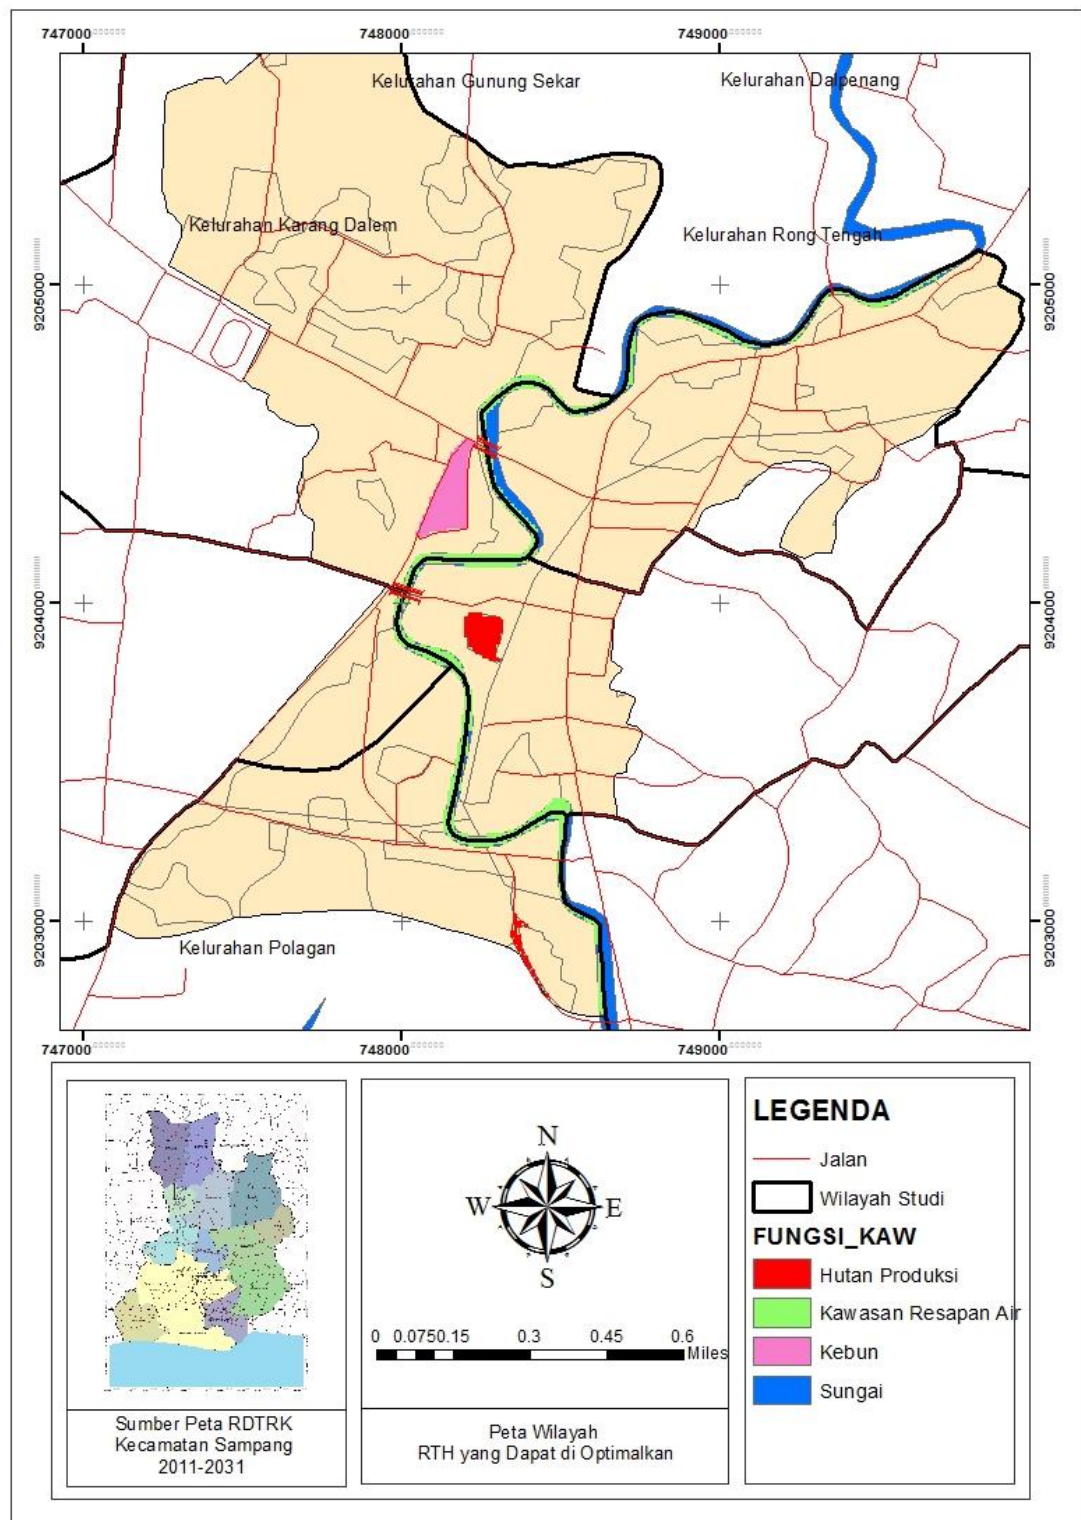 747000 748000 749000
Kelurahan Gunung Sekar
Kelurahan Dalpenang
Kelurahan Karang Dalem
Kelurahan Rong Tengah
9205000
9205000
9204000
9204000
9203000
9203000
Kelurahan Polagan
747000 748000 749000
Sumber Peta RDTRK
Kecamatan Sampang
2011-2031
N
W E
S
0 0.0750.15 0.3 0.45 0.6
Miles
Peta Wilayah
RTH yang Dapat di Optimalkan
LEGENDA
Jalan
Wilayah Studi
FUNGSI_KAW
Hutan Produksi
Kawasan Resapan Air
Kebun
Sungai